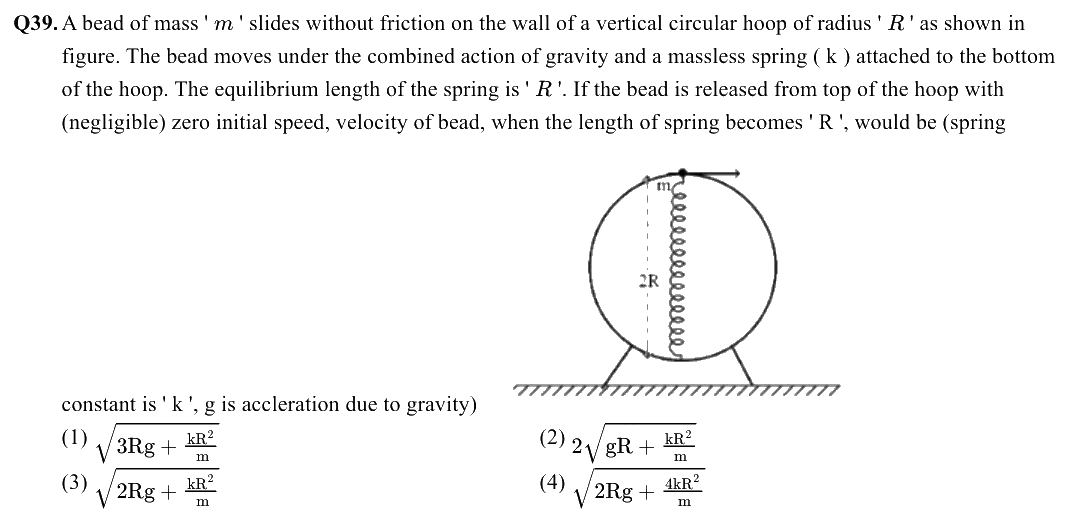 Q39. A bead of mass ' m ' slides without friction on the wall of a vertical circular hoop of radius ' R ' as shown in
figure. The bead moves under the combined action of gravity and a massless spring ( k ) attached to the bottom
of the hoop. The equilibrium length of the spring is ' R '. If the bead is released from top of the hoop with
(negligible) zero initial speed, velocity of bead, when the length of spring becomes ' R ', would be (spring
m
2R
constant is ' k ', g is accleration due to gravity)
(1) √(3Rg + kR²/m) (2) 2√(gR + kR²/m)
(3) √(2Rg + kR²/m) (4) √(2Rg + 4kR²/m)